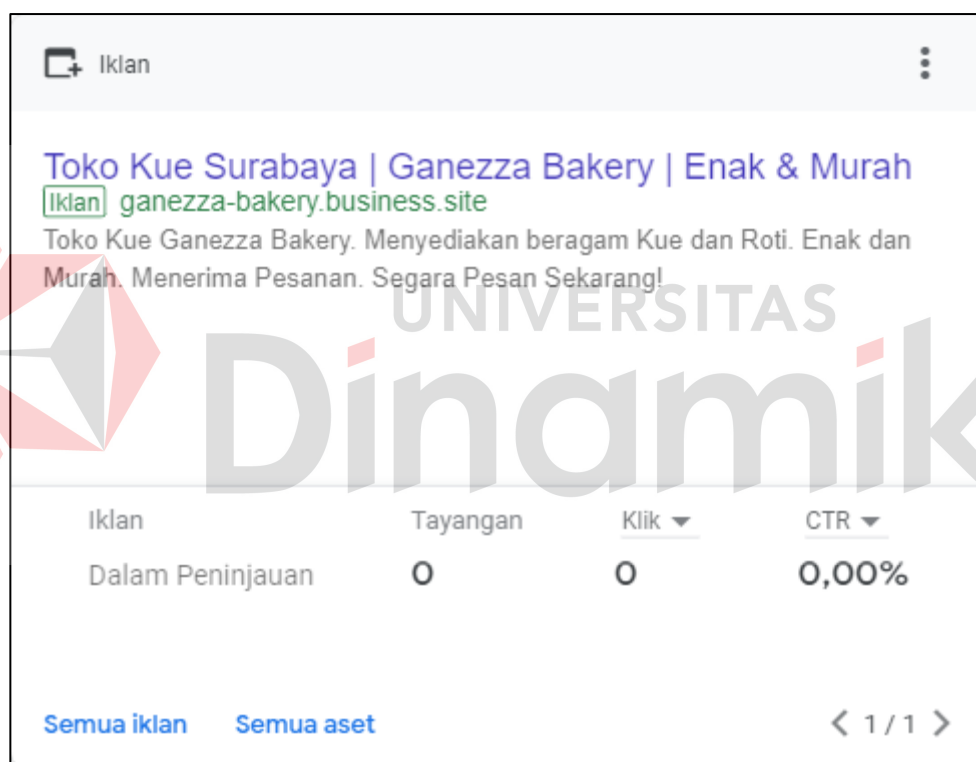 Iklan
Toko Kue Surabaya | Ganezza Bakery | Enak & Murah
Iklan ganezza-bakery.business.site
Toko Kue Ganezza Bakery. Menyediakan beragam Kue dan Roti. Enak dan
Murah. Menerima Pesanan. Segara Pesan Sekarang!
UNIVERSITAS
Dinamik
Iklan Tayangan Klik CTR
Dalam Peninjauan 0 0 0,00%
Semua iklan Semua aset 1 / 1